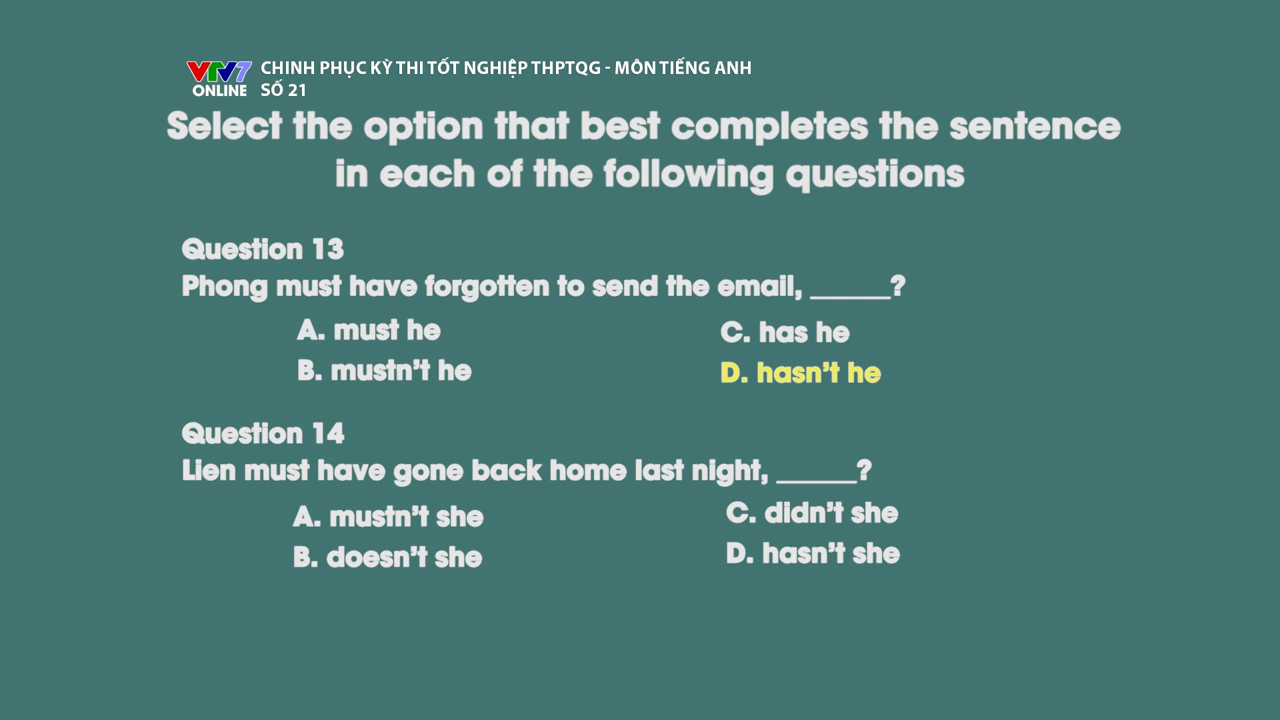 VTV7
ONLINE
CHINH PHỤC KỲ THI TỐT NGHIỆP THPTQG - MÔN TIẾNG ANH
SỐ 21
Select the option that best completes the sentence
in each of the following questions
Question 13
Phong must have forgotten to send the email, ______?
A. must he
C. has he
B. mustn't he
D. hasn't he
Question 14
Lien must have gone back home last night, ______?
A. mustn't she
C. didn't she
B. doesn't she
D. hasn't she